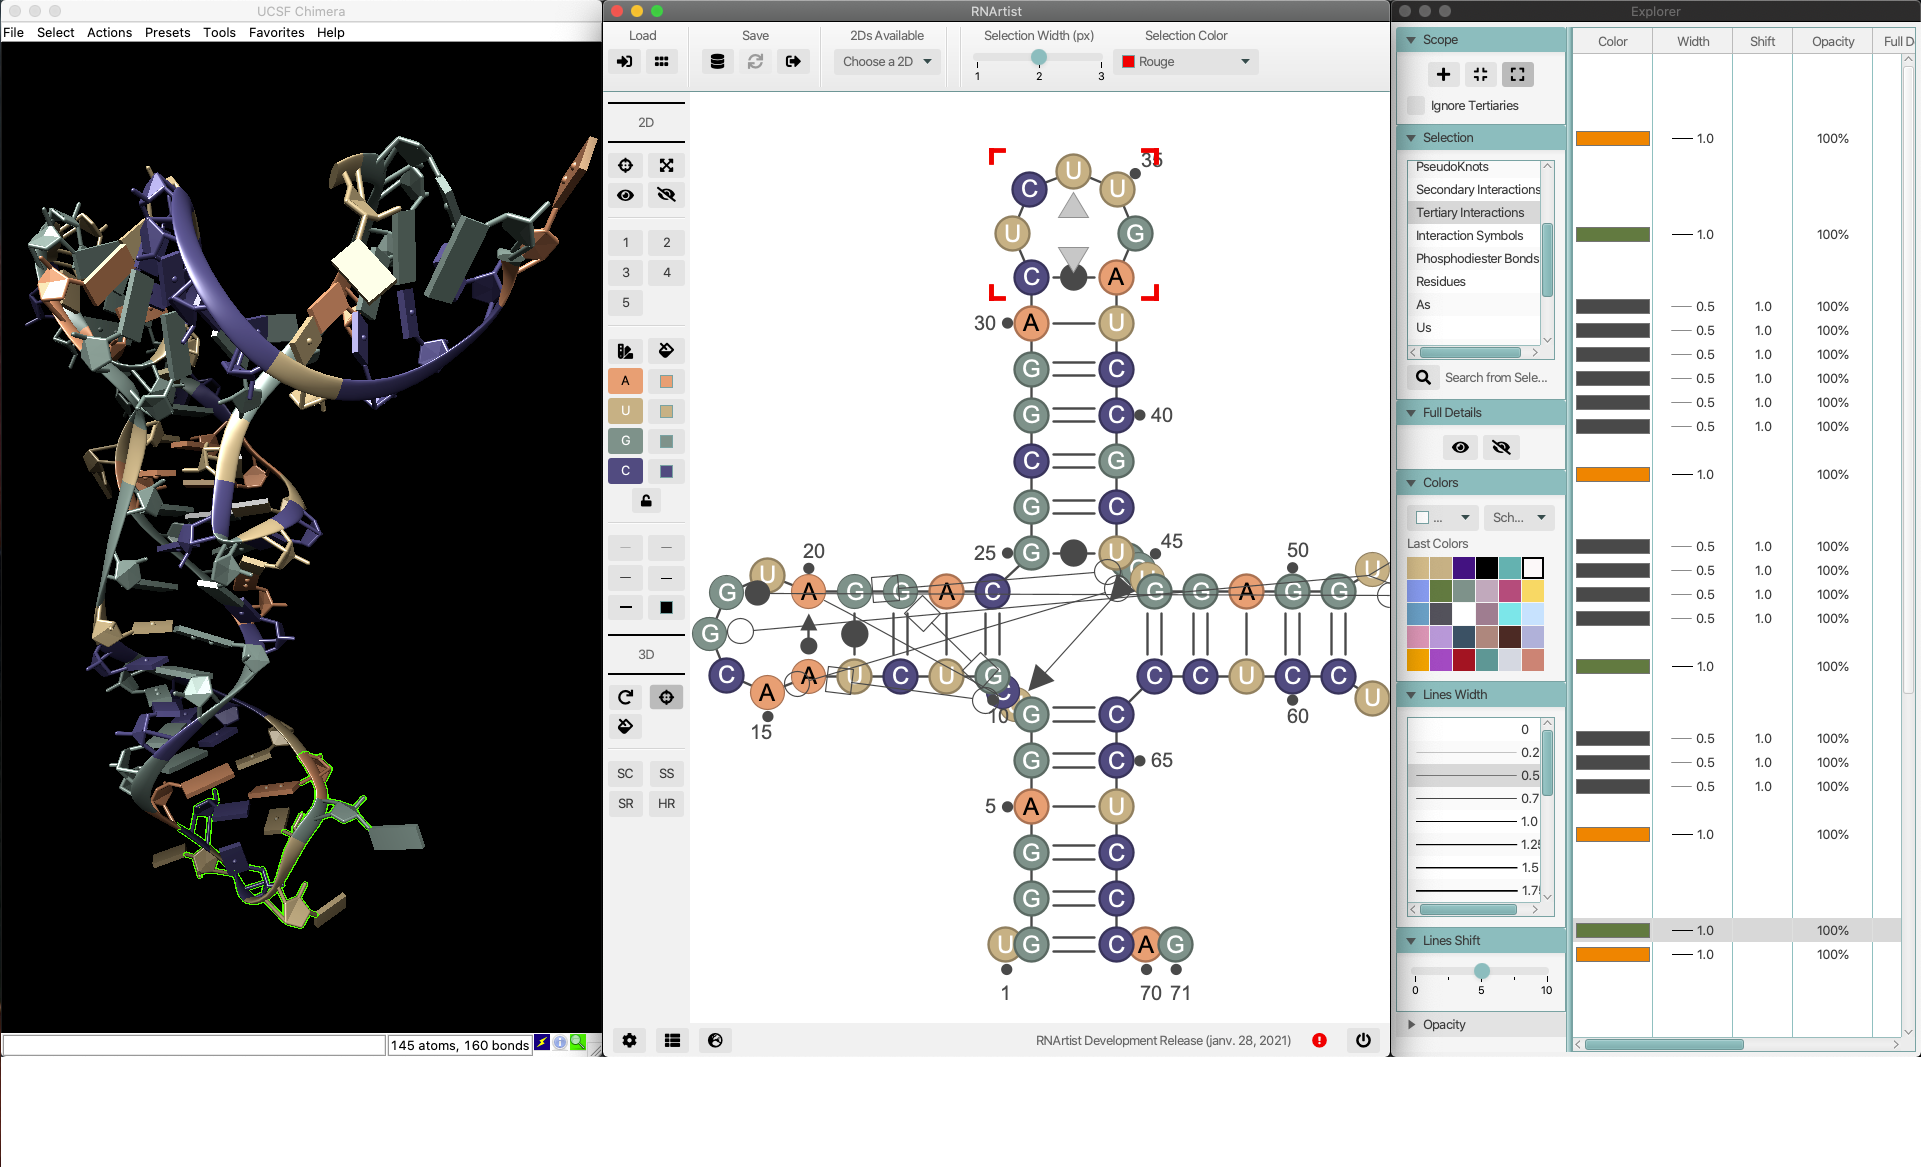 UCSF Chimera
File Select Actions Presets Tools Favorites Help
145 atoms, 160 bonds
RNArtist
Load
Save
2Ds Available
Choose a 2D
Selection Width (px)
1 2 3
Selection Color
Rouge
2D
1 2
3 4
5
A
U
G
C
3D
SC SS
SR HR
U
C U
U G
35
C A
30 A U
G C
G C 40
C G
G C
25 G U 45
20
U A G G A C
G
G
C A A U C U G C
15
10
G U
G G A G G U
50
C C U C C U
60
G C
G C 65
5 A U
G C
G C
U G C A G
1 70 71
RNArtist Development Release (janv. 28, 2021)
Explorer
Scope
Ignore Tertiaries
Selection
PseudoKnots
Secondary Interactions
Tertiary Interactions
Interaction Symbols
Phosphodiester Bonds
Residues
As
Us
Search from Sele...
Full Details
Colors
...
Sch...
Last Colors
Lines Width
0
0.2
0.5
0.7
1.0
1.25
1.5
1.75
Lines Shift
0 5 10
Opacity
Color Width Shift Opacity Full D
1.0 100%
1.0 100%
0.5 1.0 100%
0.5 1.0 100%
0.5 1.0 100%
0.5 1.0 100%
0.5 1.0 100%
0.5 1.0 100%
1.0 100%
0.5 1.0 100%
0.5 1.0 100%
0.5 1.0 100%
0.5 1.0 100%
1.0 100%
0.5 1.0 100%
0.5 1.0 100%
0.5 1.0 100%
1.0 100%
1.0 100%
1.0 100%